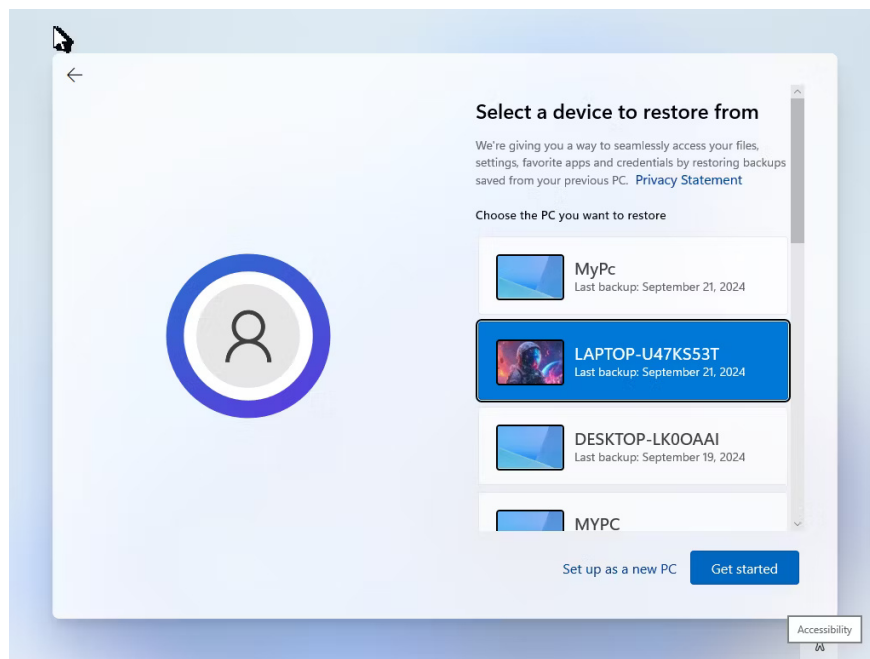 Select a device to restore from
We're giving you a way to seamlessly access your files,
settings, favorite apps and credentials by restoring backups
saved from your previous PC. Privacy Statement
Choose the PC you want to restore
MyPc
Last backup: September 21, 2024
LAPTOP-U47KS53T
Last backup: September 21, 2024
DESKTOP-LK0OAAI
Last backup: September 19, 2024
MYPC
Set up as a new PC
Get started
Accessibility